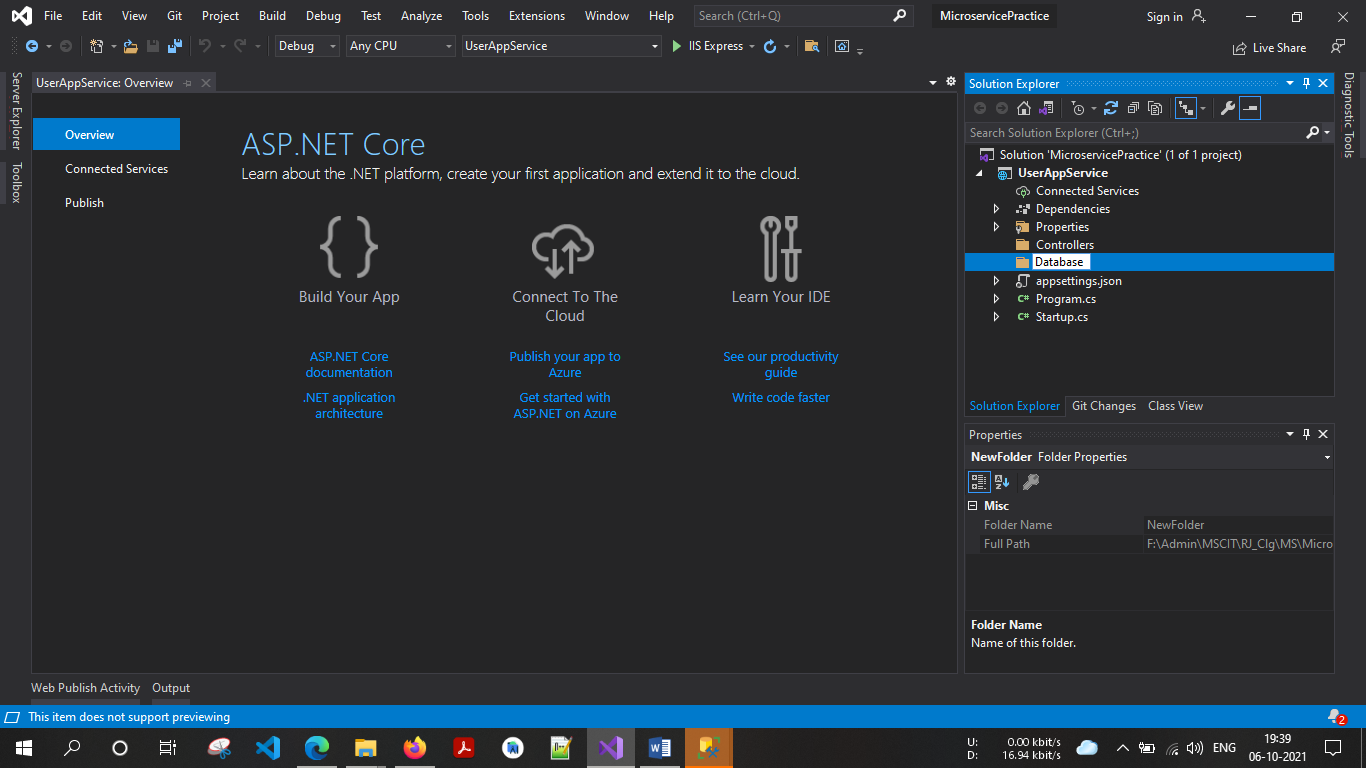 File Edit View Git Project Build Debug Test Analyze Tools Extensions Window Help Search (Ctrl+Q) MicroservicePractice Sign in
Debug Any CPU UserAppService IIS Express Live Share
Server Explorer
Toolbox
UserAppService: Overview
Overview
Connected Services
Publish
ASP.NET Core
Learn about the .NET platform, create your first application and extend it to the cloud.
Build Your App
ASP.NET Core
documentation
.NET application
architecture
Connect To The
Cloud
Publish your app to
Azure
Get started with
ASP.NET on Azure
Learn Your IDE
See our productivity
guide
Write code faster
Solution Explorer
Search Solution Explorer (Ctrl+;)
Solution 'MicroservicePractice' (1 of 1 project)
UserAppService
Connected Services
Dependencies
Properties
Controllers
Database
appsettings.json
C# Program.cs
C# Startup.cs
Solution Explorer Git Changes Class View
Properties
NewFolder Folder Properties
Misc
Folder Name NewFolder
Full Path F:\Admin\MSCIT\RJ_Clg\MS\Micro
Folder Name
Name of this folder.
Diagnostic Tools
Web Publish Activity Output
This item does not support previewing 2
U: 0.00 kbit/s
D: 16.94 kbit/s
ENG
19:39
06-10-2021